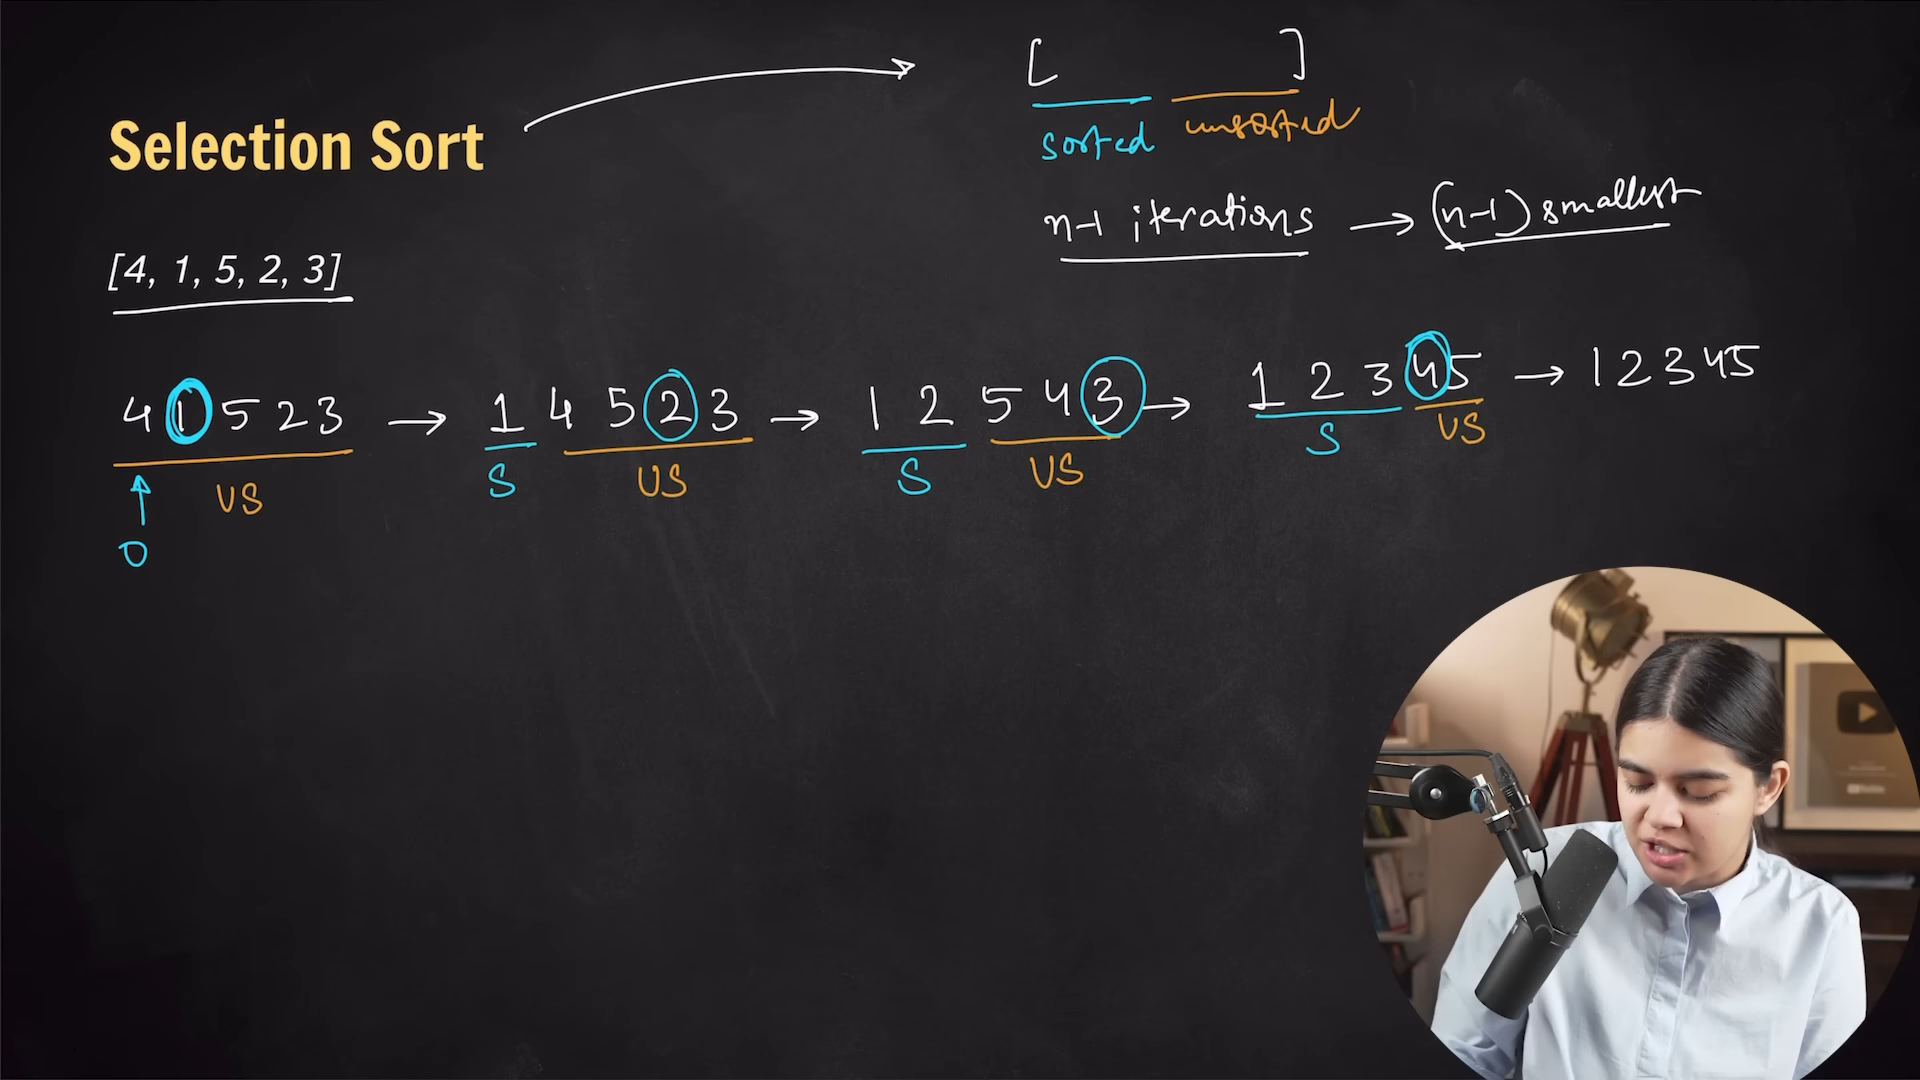 [ ]
sorted unsorted
Selection Sort
n-1 iterations → (n-1) smallest
[4, 1, 5, 2, 3]
4 1 5 2 3 → 1 4 5 2 3 → 1 2 5 4 3 → 1 2 3 4 5 → 1 2 3 4 5
US S US S US S US
0